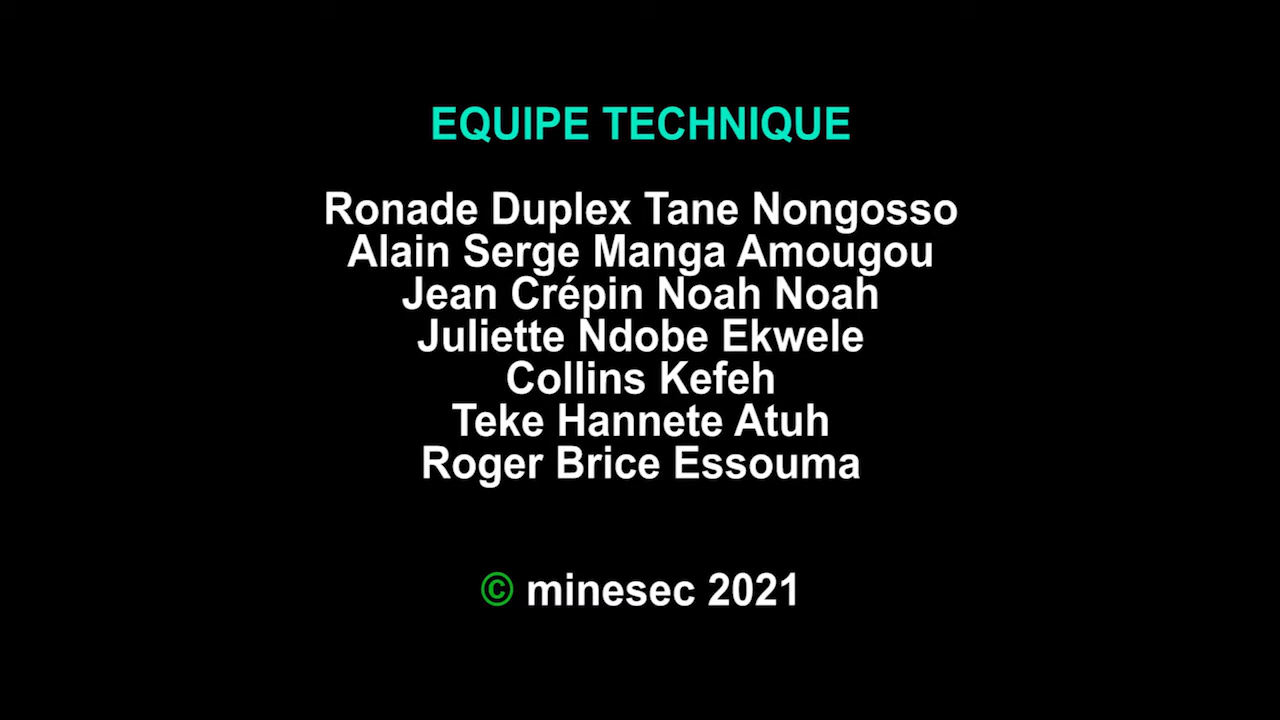 EQUIPE TECHNIQUE
Ronade Duplex Tane Nongosso
Alain Serge Manga Amougou
Jean Crépin Noah Noah
Juliette Ndobe Ekwele
Collins Kefeh
Teke Hannete Atuh
Roger Brice Essouma
© minesec 2021